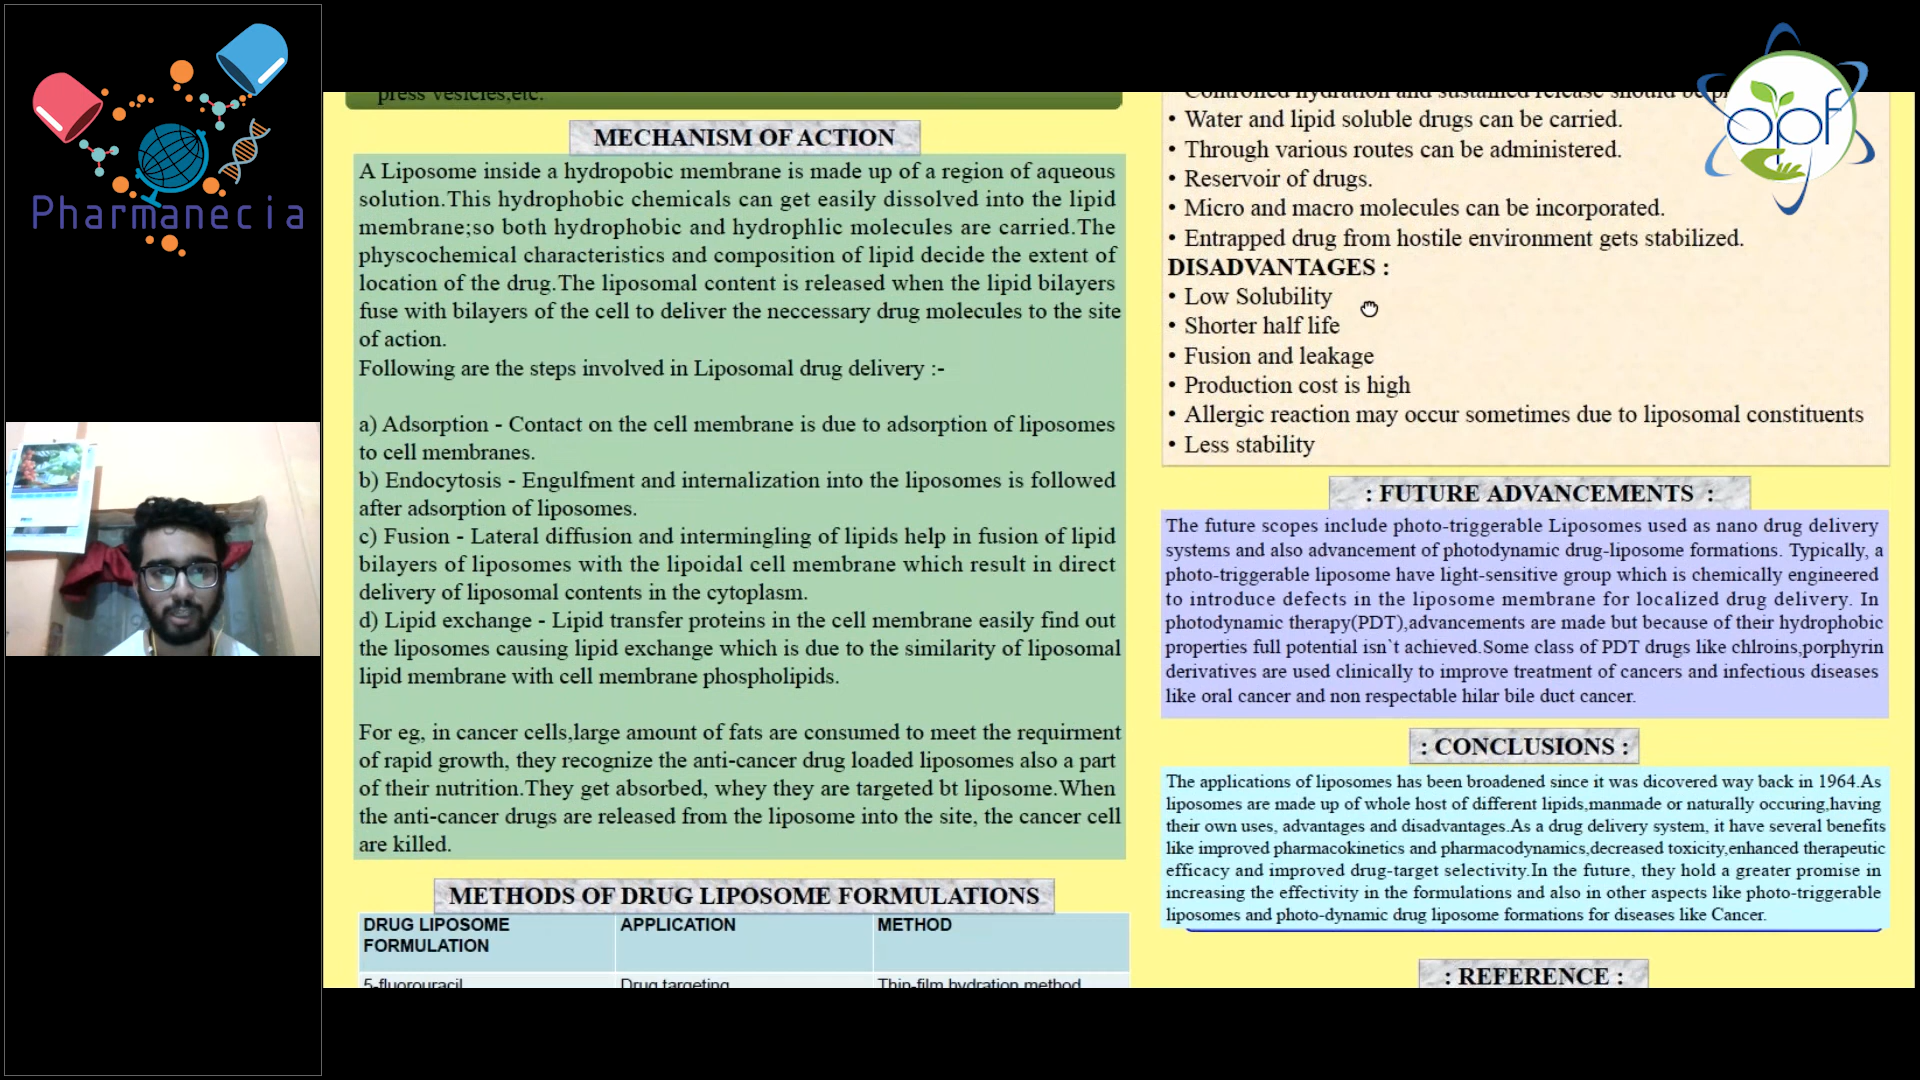 Pharmanecia
opf
press vesicles,etc.
MECHANISM OF ACTION
A Liposome inside a hydropobic membrane is made up of a region of aqueous
solution.This hydrophobic chemicals can get easily dissolved into the lipid
membrane;so both hydrophobic and hydrophlic molecules are carried.The
physcochemical characteristics and composition of lipid decide the extent of
location of the drug.The liposomal content is released when the lipid bilayers
fuse with bilayers of the cell to deliver the neccessary drug molecules to the site
of action.
Following are the steps involved in Liposomal drug delivery :-
a) Adsorption - Contact on the cell membrane is due to adsorption of liposomes
to cell membranes.
b) Endocytosis - Engulfment and internalization into the liposomes is followed
after adsorption of liposomes.
c) Fusion - Lateral diffusion and intermingling of lipids help in fusion of lipid
bilayers of liposomes with the lipoidal cell membrane which result in direct
delivery of liposomal contents in the cytoplasm.
d) Lipid exchange - Lipid transfer proteins in the cell membrane easily find out
the liposomes causing lipid exchange which is due to the similarity of liposomal
lipid membrane with cell membrane phospholipids.
For eg, in cancer cells,large amount of fats are consumed to meet the requirment
of rapid growth, they recognize the anti-cancer drug loaded liposomes also a part
of their nutrition.They get absorbed, whey they are targeted bt liposome.When
the anti-cancer drugs are released from the liposome into the site, the cancer cell
are killed.
METHODS OF DRUG LIPOSOME FORMULATIONS
DRUG LIPOSOME
FORMULATION
APPLICATION
METHOD
5-fluorouracil
Drug targeting
Thin-film hydration method
Controlled hydration and sustained release should be
• Water and lipid soluble drugs can be carried.
• Through various routes can be administered.
• Reservoir of drugs.
• Micro and macro molecules can be incorporated.
• Entrapped drug from hostile environment gets stabilized.
DISADVANTAGES :
• Low Solubility
• Shorter half life
• Fusion and leakage
• Production cost is high
• Allergic reaction may occur sometimes due to liposomal constituents
• Less stability
: FUTURE ADVANCEMENTS :
The future scopes include photo-triggerable Liposomes used as nano drug delivery
systems and also advancement of photodynamic drug-liposome formations. Typically, a
photo-triggerable liposome have light-sensitive group which is chemically engineered
to introduce defects in the liposome membrane for localized drug delivery. In
photodynamic therapy(PDT),advancements are made but because of their hydrophobic
properties full potential isn`t achieved.Some class of PDT drugs like chlroins,porphyrin
derivatives are used clinically to improve treatment of cancers and infectious diseases
like oral cancer and non respectable hilar bile duct cancer.
: CONCLUSIONS :
The applications of liposomes has been broadened since it was dicovered way back in 1964.As
liposomes are made up of whole host of different lipids,manmade or naturally occuring,having
their own uses, advantages and disadvantages.As a drug delivery system, it have several benefits
like improved pharmacokinetics and pharmacodynamics,decreased toxicity,enhanced therapeutic
efficacy and improved drug-target selectivity.In the future, they hold a greater promise in
increasing the effectivity in the formulations and also in other aspects like photo-triggerable
liposomes and photo-dynamic drug liposome formations for diseases like Cancer.
: REFERENCE :